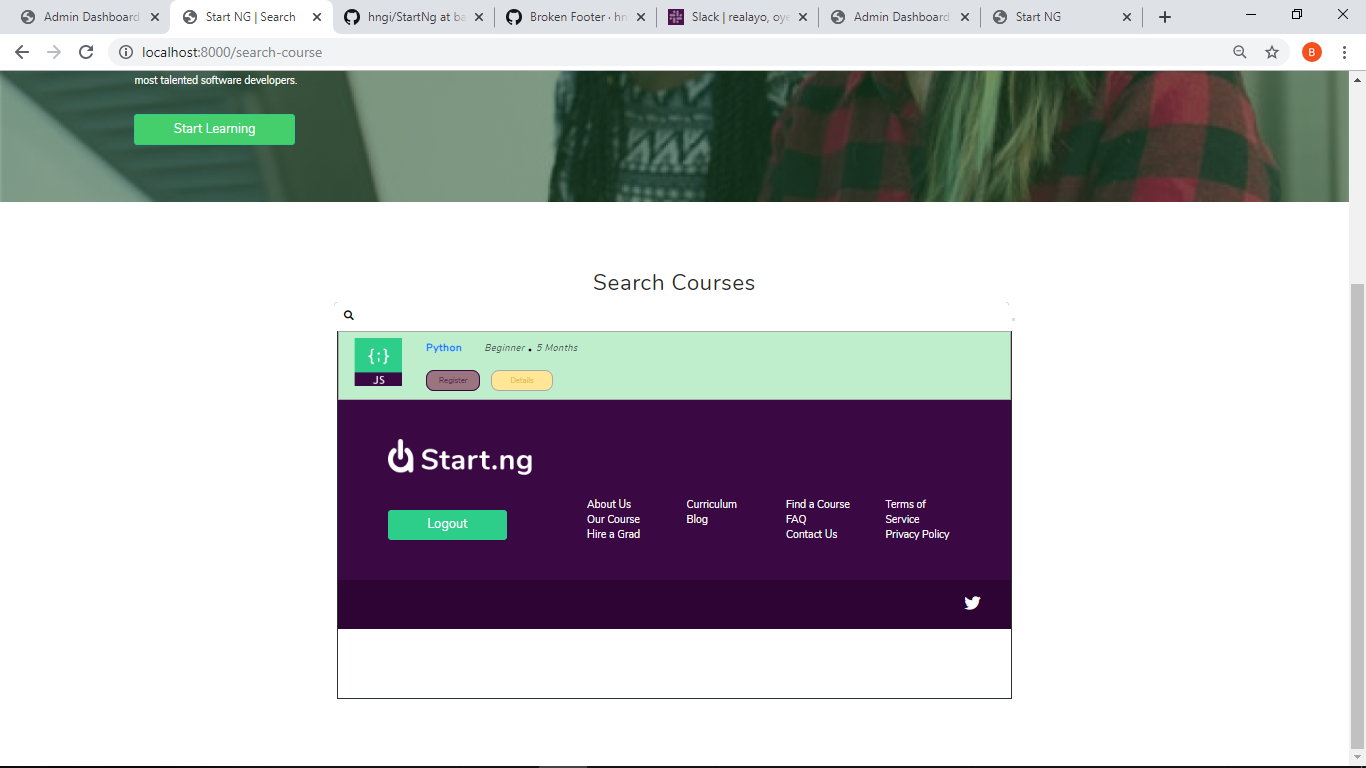 Admin Dashboard
Start NG | Search
hngi/StartNg at ba
Broken Footer · hn
Slack | realayo, oye
Admin Dashboard
Start NG
localhost:8000/search-course
B
most talented software developers.
Start Learning
Search Courses
{;}
JS
Python
Beginner . 5 Months
Register
Details
Start.ng
Logout
About Us
Our Course
Hire a Grad
Curriculum
Blog
Find a Course
FAQ
Contact Us
Terms of
Service
Privacy Policy